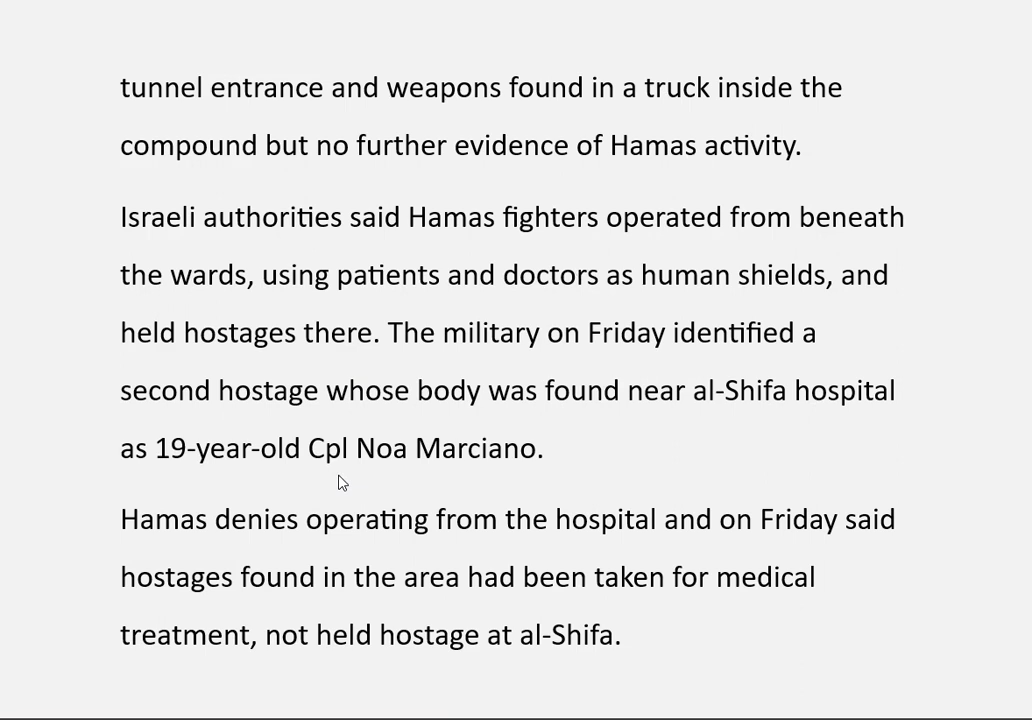 tunnel entrance and weapons found in a truck inside the
compound but no further evidence of Hamas activity.
Israeli authorities said Hamas fighters operated from beneath
the wards, using patients and doctors as human shields, and
held hostages there. The military on Friday identified a
second hostage whose body was found near al-Shifa hospital
as 19-year-old Cpl Noa Marciano.
Hamas denies operating from the hospital and on Friday said
hostages found in the area had been taken for medical
treatment, not held hostage at al-Shifa.